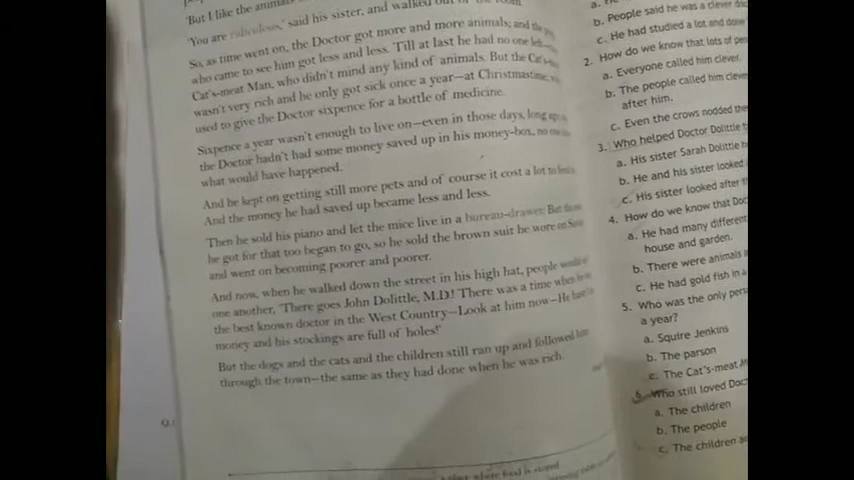 'But I like the animals
'You are ridiculous,' said his sister, and walked out of the room
So, as time went on, the Doctor got more and more animals; and the
who came to see him got less and less. Till at last he had no one left—
Cat's-meat Man, who didn't mind any kind of animals. But the Cat's-
wasn't very rich and he only got sick once a year—at Christmastime,
used to give the Doctor sixpence for a bottle of medicine.
Sixpence a year wasn't enough to live on—even in those days, long
the Doctor hadn't had some money saved up in his money-box, no one
what would have happened.
And he kept on getting still more pets and of course it cost a lot to
And the money he had saved up became less and less.
Then he sold his piano and let the mice live in a bureau-drawer. But
he got for that too began to go, so he sold the brown suit he wore on
and went on becoming poorer and poorer.
And now, when he walked down the street in his high hat, people would
one another, 'There goes John Dolittle, M.D.! There was a time when
the best known doctor in the West Country—Look at him now—He
money and his stockings are full of holes!'
But the dogs and the cats and the children still ran up and followed him
through the town—the same as they had done when he was rich.
where food is stored
a.
b. People said he was a clever
c. He had studied a lot and
2. How do we know that lots of
a. Everyone called him clever.
b. The people called him
after him.
c. Even the crows nodded
3. Who helped Doctor Dolittle
a. His sister Sarah Dolittle
b. He and his sister looked
c. His sister looked after
4. How do we know that
a. He had many different
house and garden.
b. There were animals
c. He had gold fish in a
5. Who was the only
a year?
a. Squire Jenkins
b. The parson
c. The Cat's-meat
6. Who still loved
a. The children
b. The people
c. The children